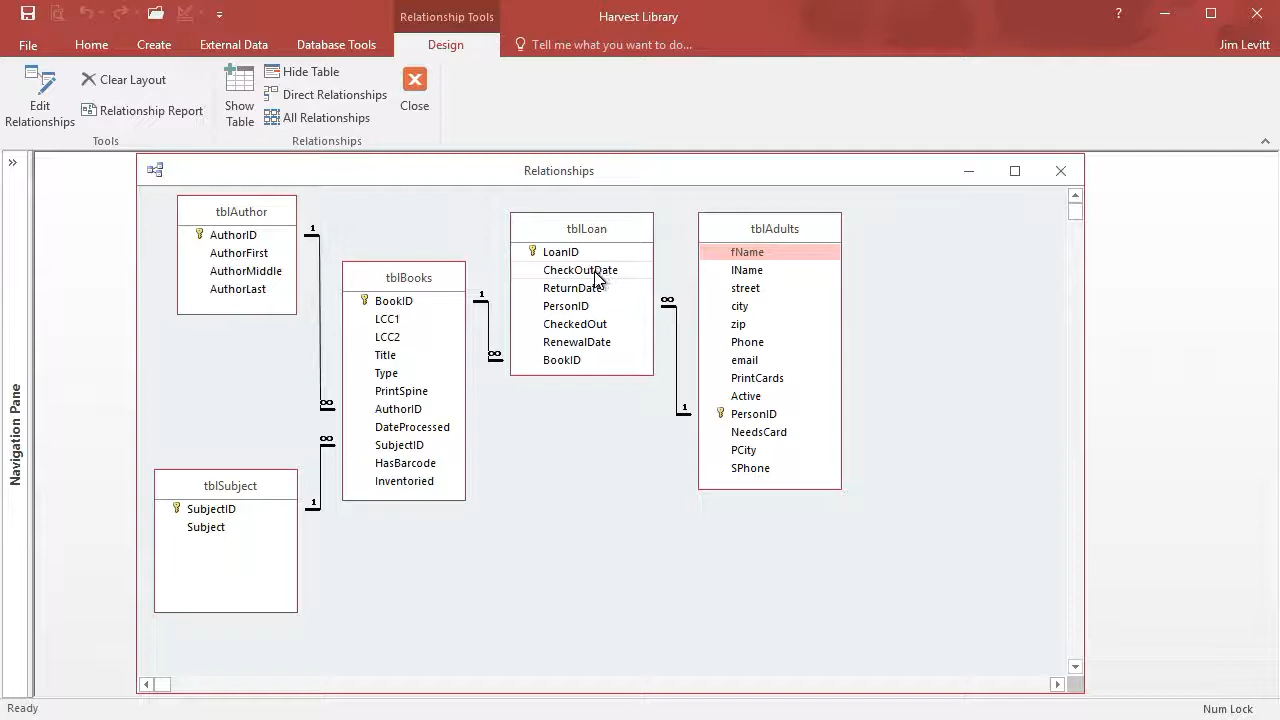 Relationship Tools
Harvest Library
?
File
Home
Create
External Data
Database Tools
Design
Tell me what you want to do...
Jim Levitt
Edit Relationships
Clear Layout
Relationship Report
Tools
Show Table
Hide Table
Direct Relationships
All Relationships
Relationships
Close
»
Navigation Pane
Relationships
tblAuthor
AuthorID
AuthorFirst
AuthorMiddle
AuthorLast
1
∞
tblSubject
SubjectID
Subject
1
∞
tblBooks
BookID
LCC1
LCC2
Title
Type
PrintSpine
AuthorID
DateProcessed
SubjectID
HasBarcode
Inventoried
1
∞
tblLoan
LoanID
CheckOutDate
ReturnDate
PersonID
CheckedOut
RenewalDate
BookID
∞
1
tblAdults
fName
lName
street
city
zip
Phone
email
PrintCards
Active
PersonID
NeedsCard
PCity
SPhone
Ready
Num Lock